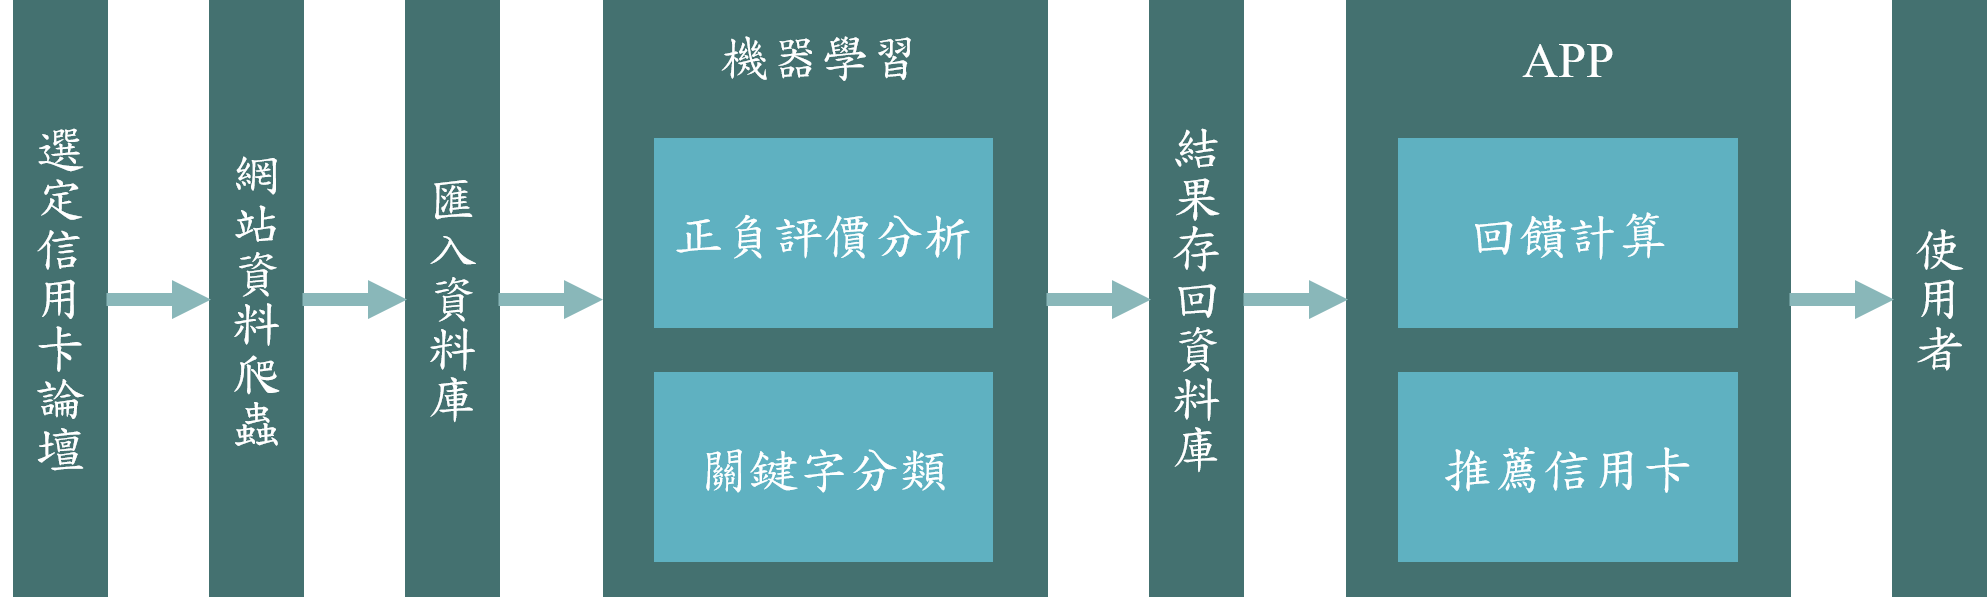 選定信用卡論壇
網站資料爬蟲
匯入資料庫
機器學習
正負評價分析
關鍵字分類
結果存回資料庫
APP
回饋計算
推薦信用卡
使用者